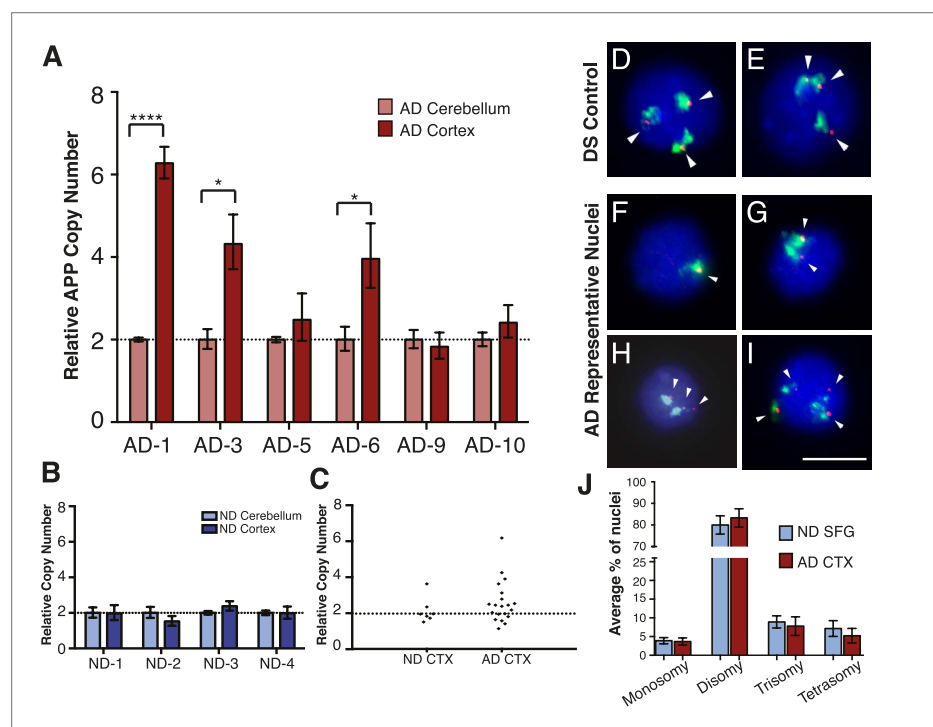 A
8
6
4
2
0
Relative APP Copy Number
AD Cerebellum
AD Cortex
****
*
*
AD-1 AD-3 AD-5 AD-6 AD-9 AD-10
DS Control
D
E
AD Representative Nuclei
F
G
H
I
B
8
6
4
2
0
Relative Copy Number
ND Cerebellum
ND Cortex
ND-1 ND-2 ND-3 ND-4
C
8
6
4
2
0
Relative Copy Number
ND CTX AD CTX
J
100
90
80
70
25
20
15
10
5
0
Average % of nuclei
ND SFG
AD CTX
Monosomy
Disomy
Trisomy
Tetrasomy